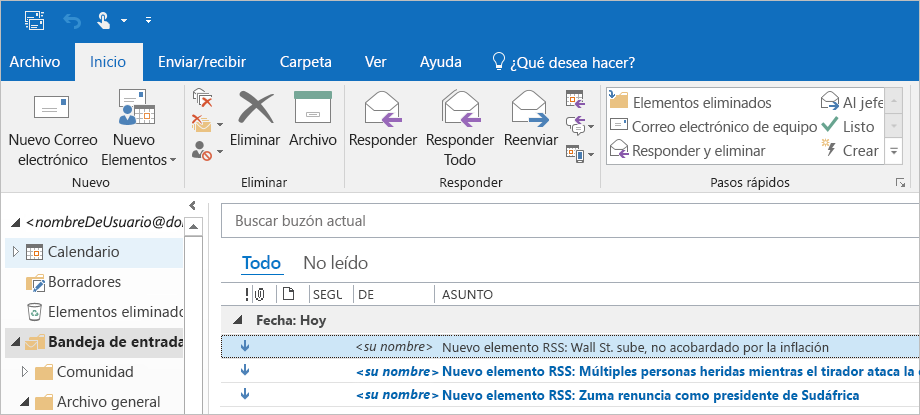 Archivo Inicio Enviar/recibir Carpeta Ver Ayuda ¿Qué desea hacer?
Nuevo Correo electrónico
Nuevo Elementos
Nuevo
Eliminar
Archivo
Eliminar
Responder
Responder Todo
Reenviar
Responder
Elementos eliminados
Correo electrónico de equipo
Responder y eliminar
Al jefe
Listo
Crear
Pasos rápidos
<nombreDeUsuario@do
Calendario
Borradores
Elementos eliminado
Bandeja de entrada
Comunidad
Archivo general
Buscar buzón actual
Todo No leído
! SEGU DE ASUNTO
Fecha: Hoy
<su nombre> Nuevo elemento RSS: Wall St. sube, no acobardado por la inflación
<su nombre> Nuevo elemento RSS: Múltiples personas heridas mientras el tirador ataca la
<su nombre> Nuevo elemento RSS: Zuma renuncia como presidente de Sudáfrica